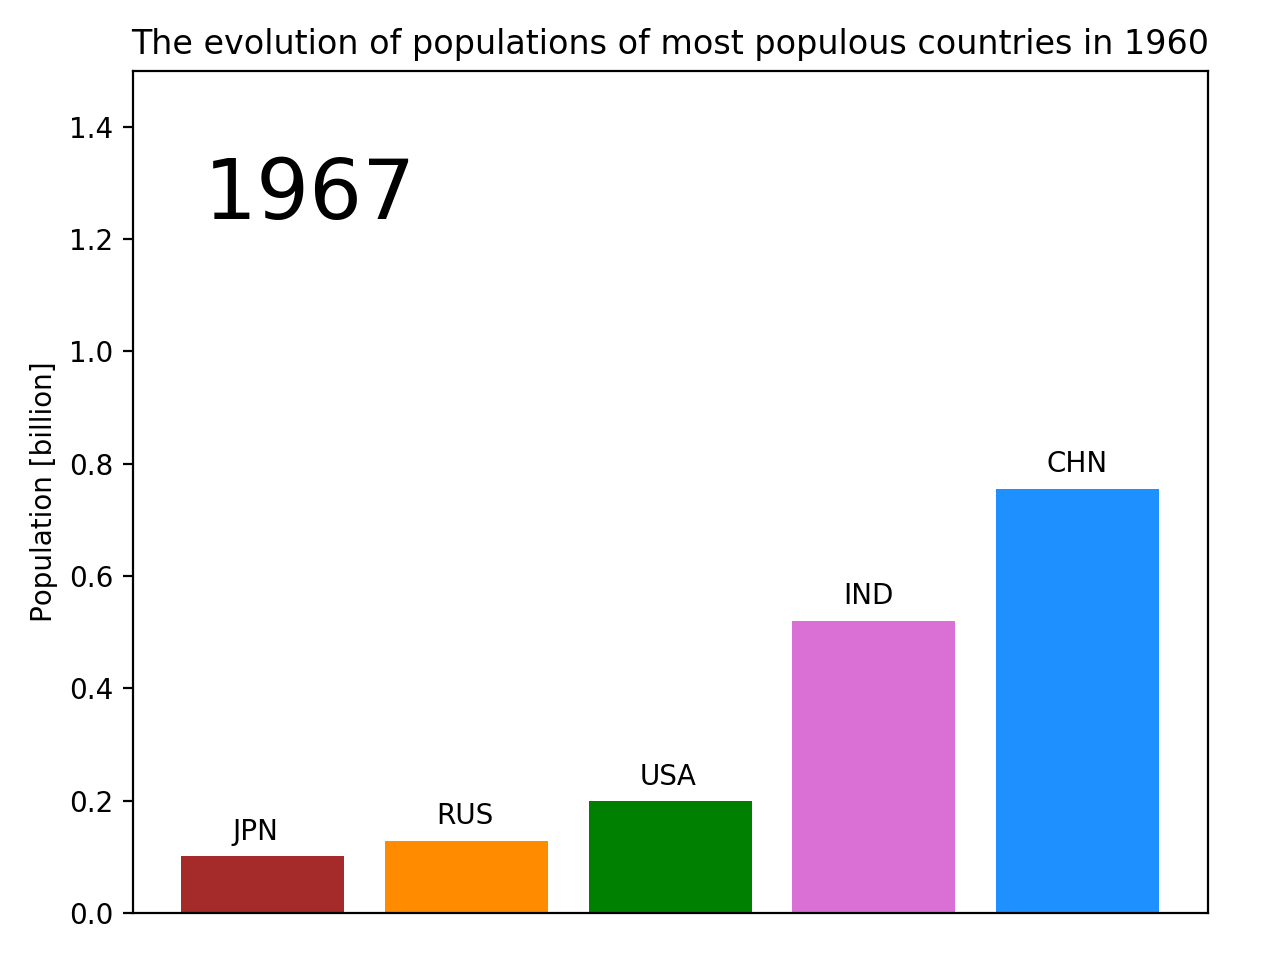 The evolution of populations of most populous countries in 1960
1967
Population [billion]
1.4
1.2
1.0
0.8
0.6
0.4
0.2
0.0
JPN
RUS
USA
IND
CHN